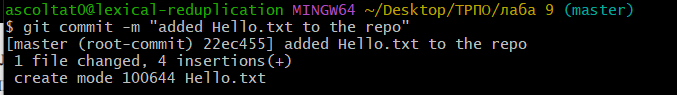 ascoltat0@lexical-reduplication MINGW64 ~/Desktop/ТРПО/лаба 9 (master)
$ git commit -m "added Hello.txt to the repo"
[master (root-commit) 22ec455] added Hello.txt to the repo
 1 file changed, 4 insertions(+)
 create mode 100644 Hello.txt